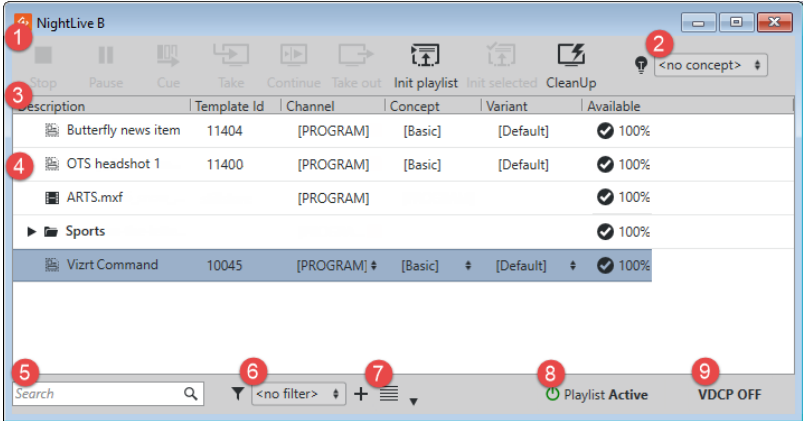 NightLive B
1
2
Stop Pause Cue Take Continue Take out Init playlist Init selected CleanUp
<no concept>
3
Description Template Id Channel Concept Variant Available
Butterfly news item 11404 [PROGRAM] [Basic] [Default] 100%
4
OTS headshot 1 11400 [PROGRAM] [Basic] [Default] 100%
ARTS.mxf [PROGRAM] 100%
Sports 100%
Vizrt Command 10045 [PROGRAM] [Basic] [Default] 100%
5 6 7 8 9
Search <no filter> Playlist Active VDCP OFF